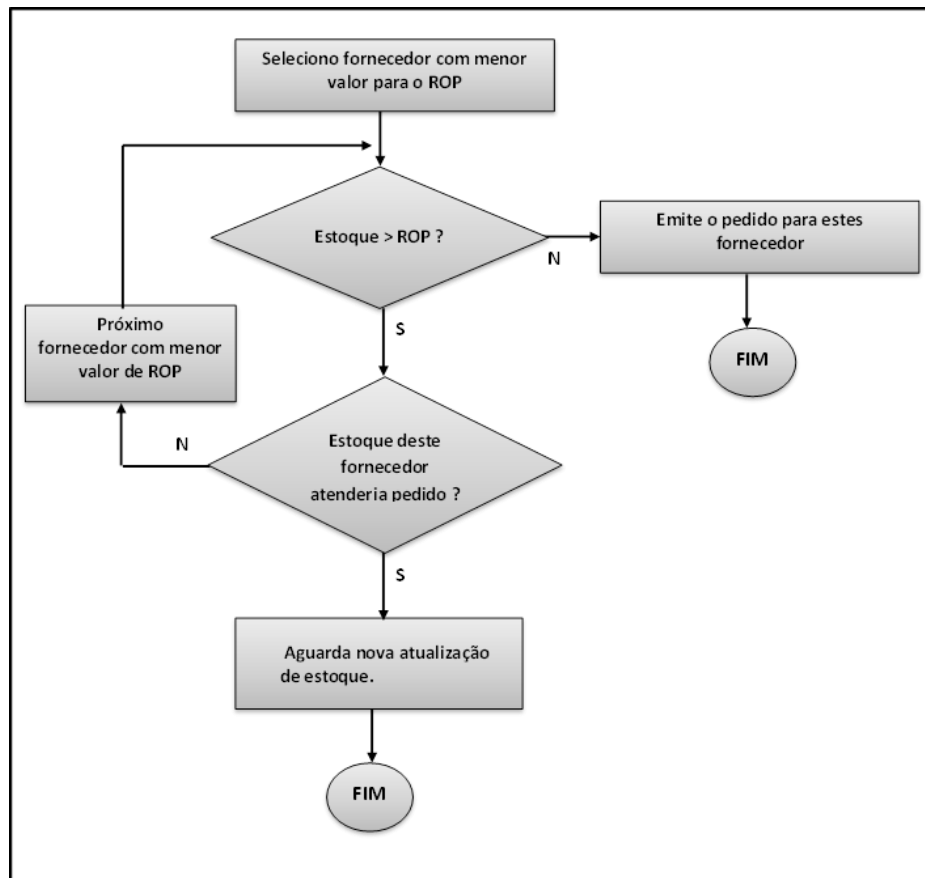 Seleciono fornecedor com menor
valor para o ROP
Estoque > ROP ?
N
Emite o pedido para estes
fornecedor
FIM
S
Próximo
fornecedor com menor
valor de ROP
N
Estoque deste
fornecedor
atenderia pedido ?
S
Aguarda nova atualização
de estoque.
FIM